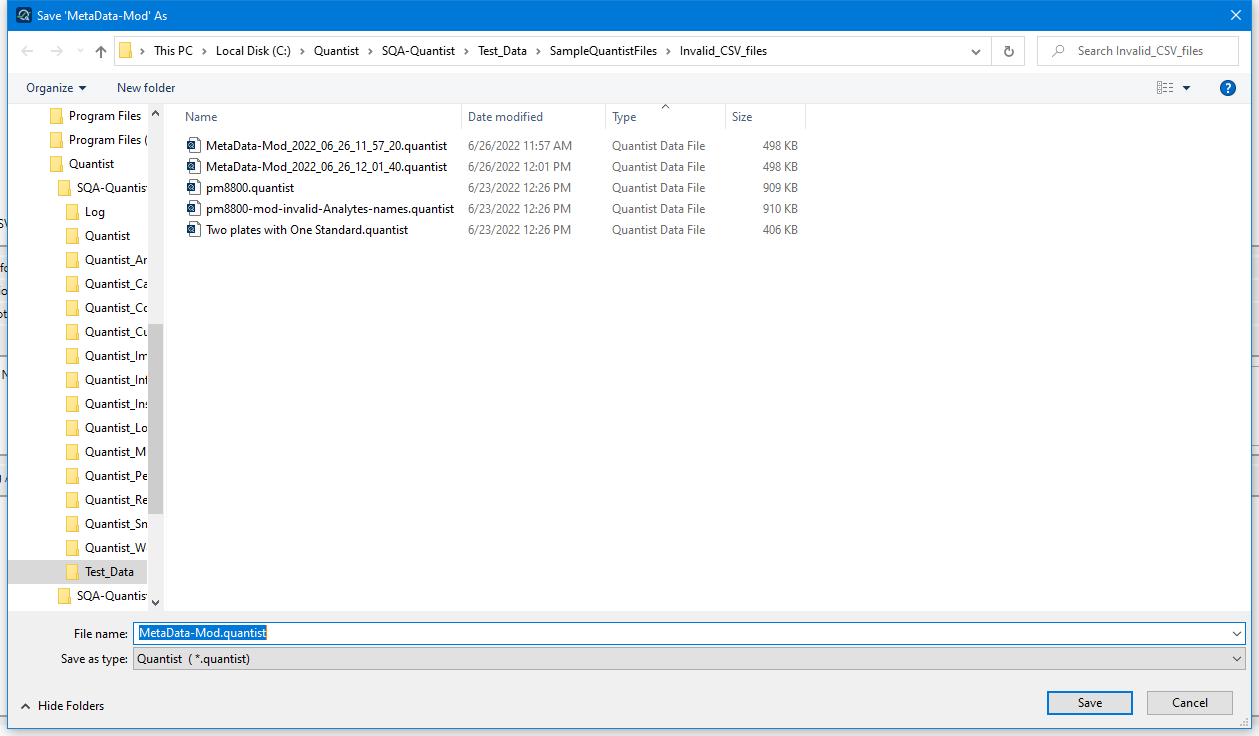 Save 'MetaData-Mod' As
This PC > Local Disk (C:) > Quantist > SQA-Quantist > Test_Data > SampleQuantistFiles > Invalid_CSV_files
Search Invalid_CSV_files
Organize
New folder
Program Files
Program Files (
Quantist
SQA-Quantist
Log
Quantist
Quantist_Ar
Quantist_Ca
Quantist_Co
Quantist_Cu
Quantist_Im
Quantist_Inf
Quantist_Ins
Quantist_Lo
Quantist_M
Quantist_Pe
Quantist_Re
Quantist_Sm
Quantist_W
Test_Data
SQA-Quantist
Name Date modified Type Size
MetaData-Mod_2022_06_26_11_57_20.quantist 6/26/2022 11:57 AM Quantist Data File 498 KB
MetaData-Mod_2022_06_26_12_01_40.quantist 6/26/2022 12:01 PM Quantist Data File 498 KB
pm8800.quantist 6/23/2022 12:26 PM Quantist Data File 909 KB
pm8800-mod-invalid-Analytes-names.quantist 6/23/2022 12:26 PM Quantist Data File 910 KB
Two plates with One Standard.quantist 6/23/2022 12:26 PM Quantist Data File 406 KB
File name: MetaData-Mod.quantist
Save as type: Quantist ( *.quantist)
Hide Folders
Save
Cancel